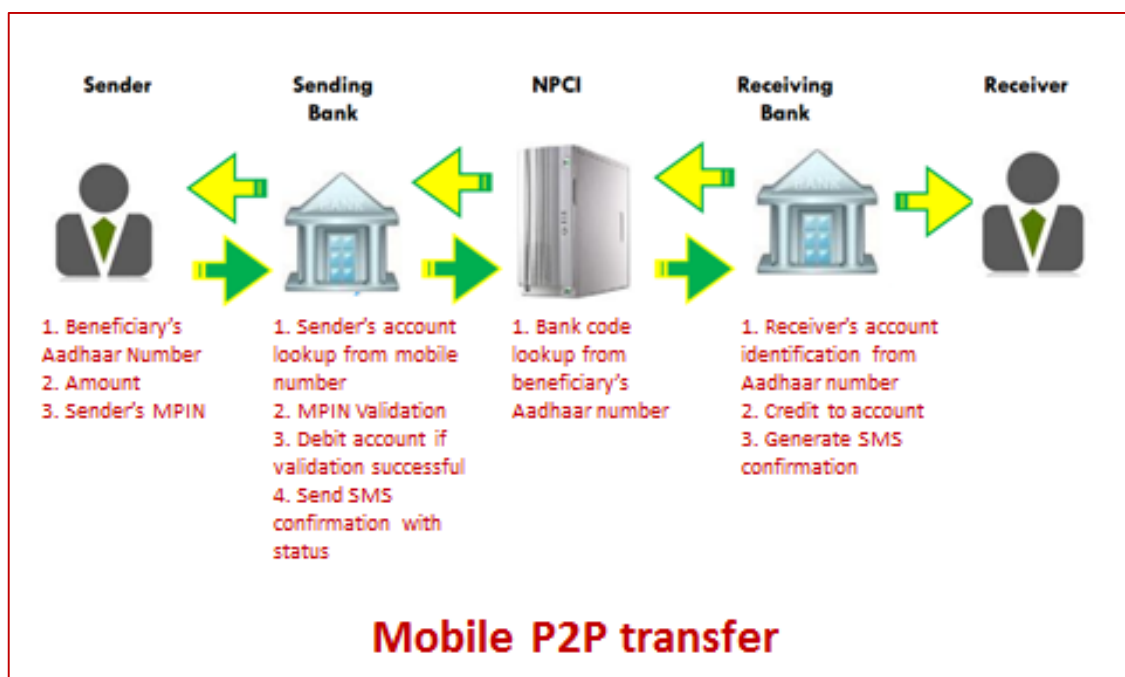 Sender
Sending
Bank
NPCI
Receiving
Bank
Receiver
1. Beneficiary's
Aadhaar Number
2. Amount
3. Sender's MPIN
1. Sender's account
lookup from mobile
number
2. MPIN Validation
3. Debit account if
validation successful
4. Send SMS
confirmation with
status
1. Bank code
lookup from
beneficiary's
Aadhaar number
1. Receiver's account
identification from
Aadhaar number
2. Credit to account
3. Generate SMS
confirmation
Mobile P2P transfer